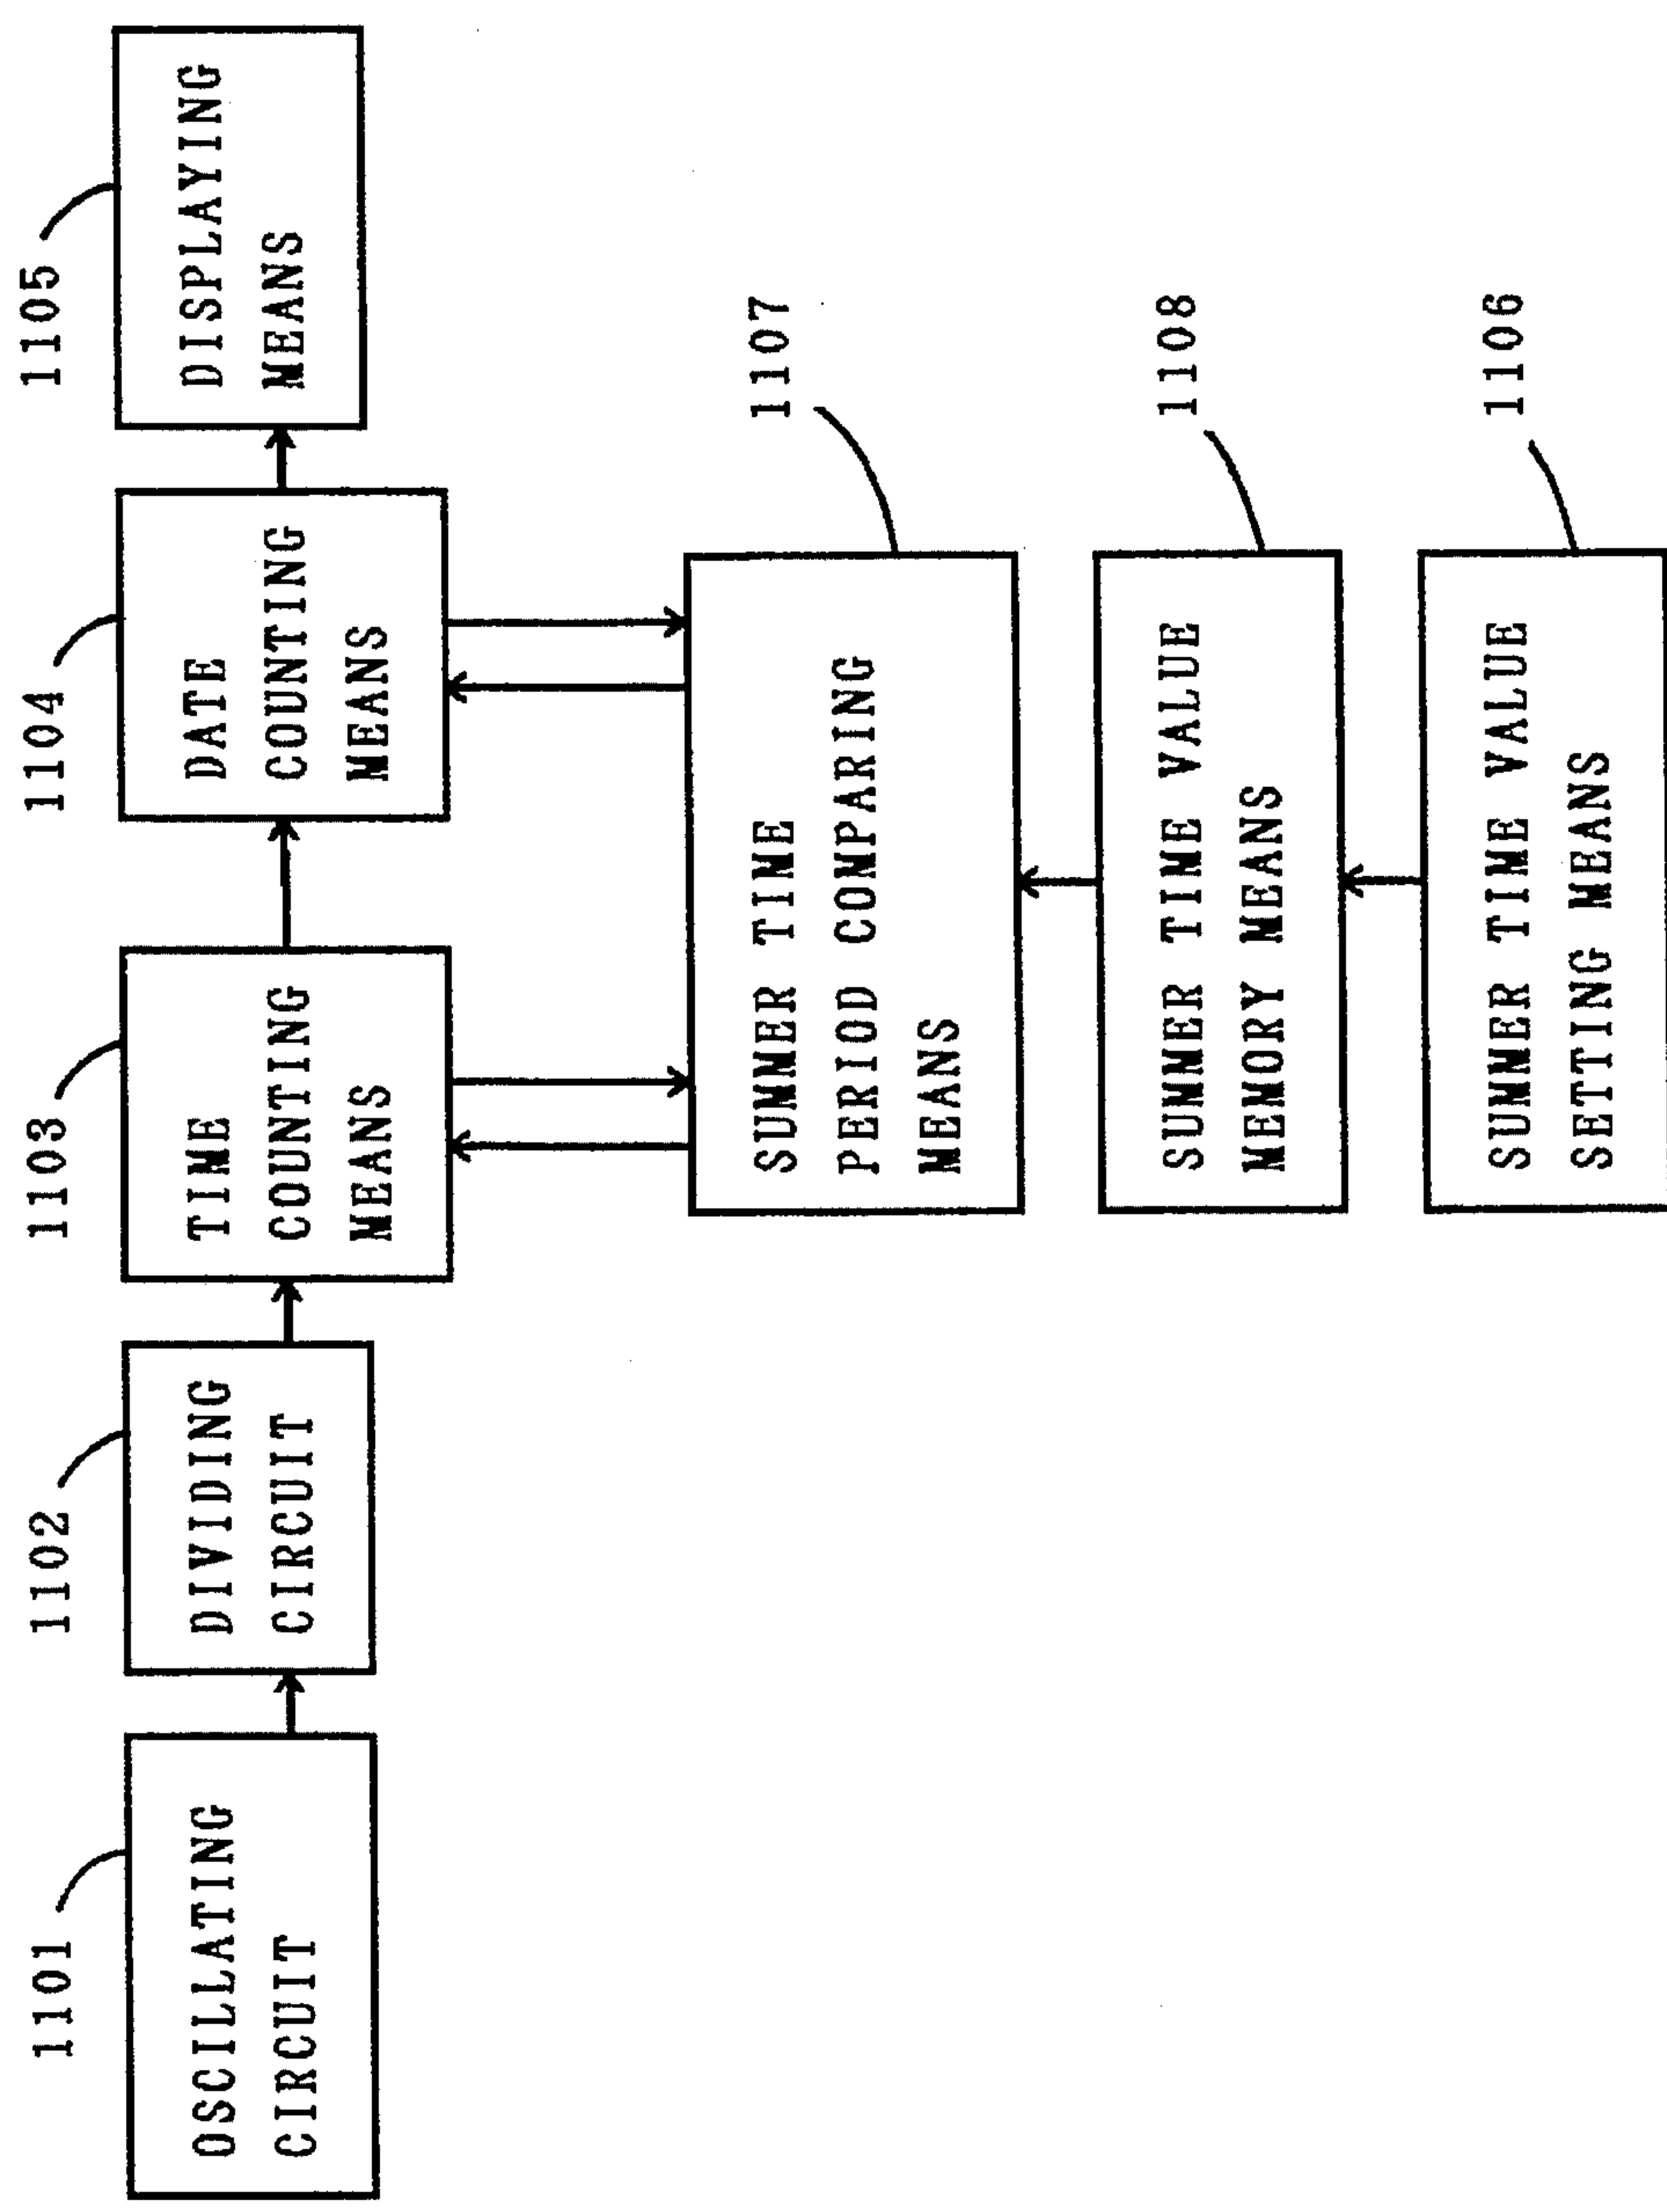 1101
OSCILLATING
CIRCUIT
1102
DIVIDING
CIRCUIT
1103
TIME
COUNTING
MEANS
1104
DATE
COUNTING
MEANS
1105
DISPLAYING
MEANS
1107
SUMMER TIME
PERIOD COMPARING
MEANS
1108
SUMMER TIME VALUE
MEMORY MEANS
1106
SUMMER TIME VALUE
SETTING MEANS